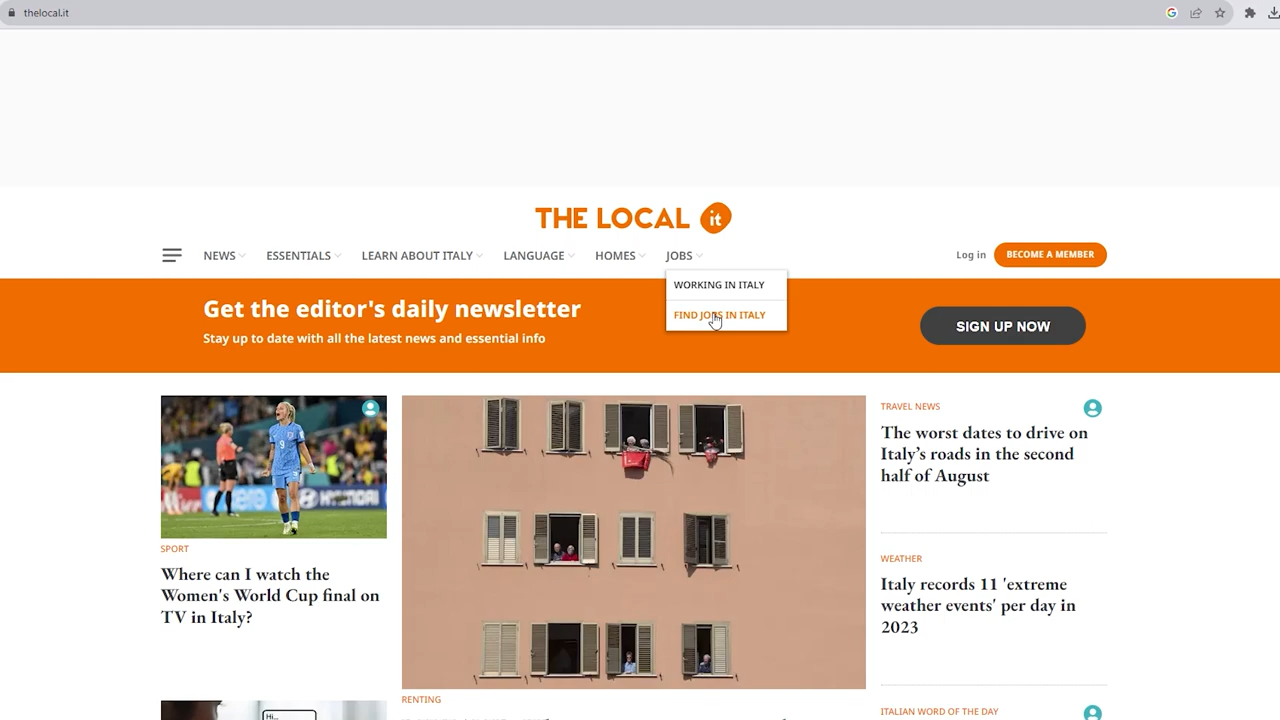 thelocal.it
THE LOCAL it
NEWS ESSENTIALS LEARN ABOUT ITALY LANGUAGE HOMES JOBS
Log in
BECOME A MEMBER
WORKING IN ITALY
FIND JOBS IN ITALY
Get the editor's daily newsletter
Stay up to date with all the latest news and essential info
SIGN UP NOW
9
HYUNDAI
SPORT
Where can I watch the
Women's World Cup final on
TV in Italy?
Hi...
RENTING
TRAVEL NEWS
The worst dates to drive on
Italy’s roads in the second
half of August
WEATHER
Italy records 11 'extreme
weather events' per day in
2023
ITALIAN WORD OF THE DAY